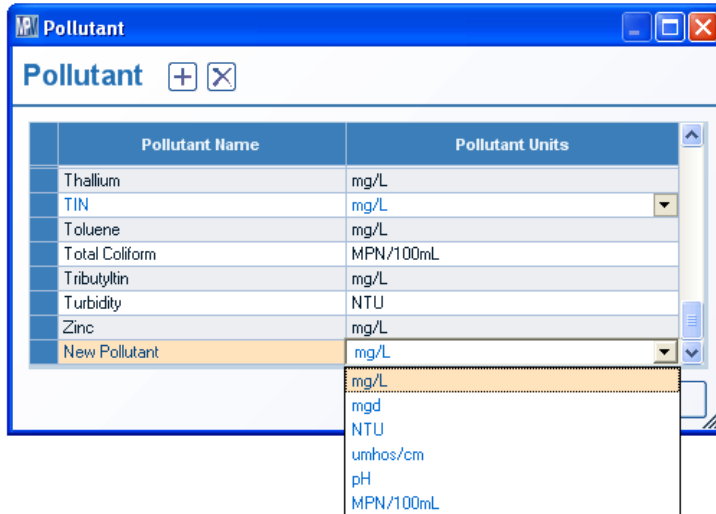 MPV Pollutant
Pollutant
Pollutant Name Pollutant Units
Thallium mg/L
TIN mg/L
Toluene mg/L
Total Coliform MPN/100mL
Tributyltin mg/L
Turbidity NTU
Zinc mg/L
New Pollutant mg/L
mg/L
mgd
NTU
umhos/cm
pH
MPN/100mL